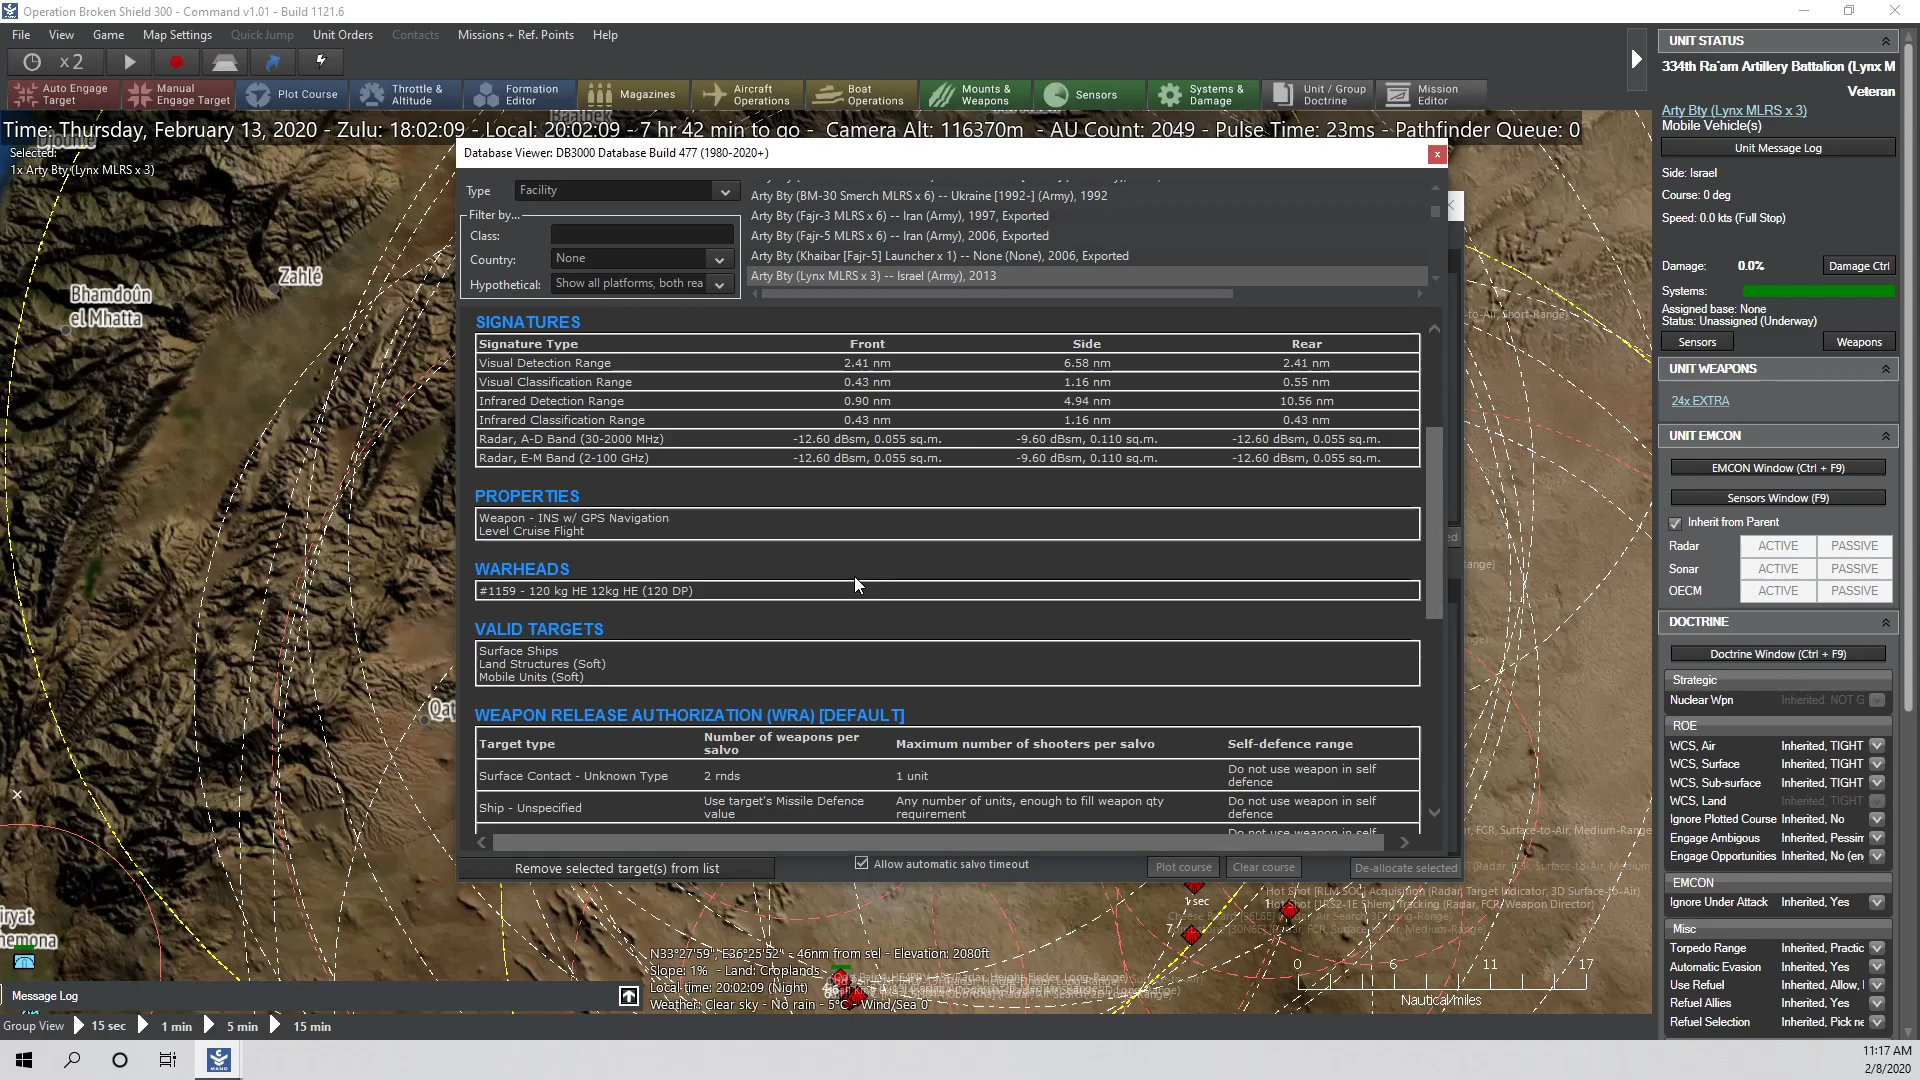 Operation Broken Shield 300 - Command v1.01 - Build 1121.6
File View Game Map Settings Quick Jump Unit Orders Contacts Missions + Ref. Points Help
x 2
Auto Engage Target
Manual Engage Target
Plot Course
Throttle & Altitude
Formation Editor
Magazines
Aircraft Operations
Boat Operations
Mounts & Weapons
Sensors
Systems & Damage
Unit / Group Doctrine
Mission Editor
Time: Thursday, February 13, 2020 - Zulu: 18:02:09 - Local: 20:02:09 - 7 hr 42 min to go - Camera Alt: 116370m - AU Count: 2049 - Pulse Time: 23ms - Pathfinder Queue: 0
Selected:
1x Arty Bty (Lynx MLRS x 3)
Zahlé
Bhamdoûn
el Mhatta
Database Viewer: DB3000 Database Build 477 (1980-2020+)
Type Facility
Filter by...
Class:
Country: None
Hypothetical: Show all platforms, both rea
Arty Bty (BM-30 Smerch MLRS x 6) -- Ukraine [1992-] (Army), 1992
Arty Bty (Fajr-3 MLRS x 6) -- Iran (Army), 1997, Exported
Arty Bty (Fajr-5 MLRS x 6) -- Iran (Army), 2006, Exported
Arty Bty (Khaibar [Fajr-5] Launcher x 1) -- None (None), 2006, Exported
Arty Bty (Lynx MLRS x 3) -- Israel (Army), 2013
SIGNATURES
Signature Type Front Side Rear
Visual Detection Range 2.41 nm 6.58 nm 2.41 nm
Visual Classification Range 0.43 nm 1.16 nm 0.55 nm
Infrared Detection Range 0.90 nm 4.94 nm 10.56 nm
Infrared Classification Range 0.43 nm 1.16 nm 0.43 nm
Radar, A-D Band (30-2000 MHz) -12.60 dBsm, 0.055 sq.m. -9.60 dBsm, 0.110 sq.m. -12.60 dBsm, 0.055 sq.m.
Radar, E-M Band (2-100 GHz) -12.60 dBsm, 0.055 sq.m. -9.60 dBsm, 0.110 sq.m. -12.60 dBsm, 0.055 sq.m.
PROPERTIES
Weapon - INS w/ GPS Navigation
Level Cruise Flight
WARHEADS
#1159 - 120 kg HE 12kg HE (120 DP)
VALID TARGETS
Surface Ships
Land Structures (Soft)
Mobile Units (Soft)
WEAPON RELEASE AUTHORIZATION (WRA) [DEFAULT]
Target type Number of weapons per salvo Maximum number of shooters per salvo Self-defence range
Surface Contact - Unknown Type 2 rnds 1 unit Do not use weapon in self defence
Ship - Unspecified Use target's Missile Defence value Any number of units, enough to fill weapon qty requirement Do not use weapon in self defence
Do not use weapon in self
Remove selected target(s) from list
Allow automatic salvo timeout
Plot course
Clear course
De-allocate selected
1 sec
N33°27'59", E36°25'52" - 46nm from sel - Elevation: 2080ft
Slope: 1% - Land: Croplands
Local time: 20:02:09 (Night)
Weather: Clear sky - No rain - 5°C - Wind/Sea 0
0 6 11 17
Nautical miles
Message Log
Group View 15 sec 1 min 5 min 15 min
UNIT STATUS
334th Ra'am Artillery Battalion (Lynx M
Veteran
Arty Bty (Lynx MLRS x 3)
Mobile Vehicle(s)
Unit Message Log
Side: Israel
Course: 0 deg
Speed: 0.0 kts (Full Stop)
Damage: 0.0% Damage Ctrl
Systems:
Assigned base: None
Status: Unassigned (Underway)
Sensors Weapons
UNIT WEAPONS
24x EXTRA
UNIT EMCON
EMCON Window (Ctrl + F9)
Sensors Window (F9)
Inherit from Parent
Radar ACTIVE PASSIVE
Sonar ACTIVE PASSIVE
OECM ACTIVE PASSIVE
DOCTRINE
Doctrine Window (Ctrl + F9)
Strategic
Nuclear Wpn Inherited, NOT G
ROE
WCS, Air Inherited, TIGHT
WCS, Surface Inherited, TIGHT
WCS, Sub-surface Inherited, TIGHT
WCS, Land Inherited, TIGHT
Ignore Plotted Course Inherited, No
Engage Ambiguous Inherited, Pessim
Engage Opportunities Inherited, No (en
EMCON
Ignore Under Attack Inherited, Yes
Misc
Torpedo Range Inherited, Practic
Automatic Evasion Inherited, Yes
Use Refuel Inherited, Allow, I
Refuel Allies Inherited, Yes
Refuel Selection Inherited, Pick ne
11:17 AM
2/8/2020